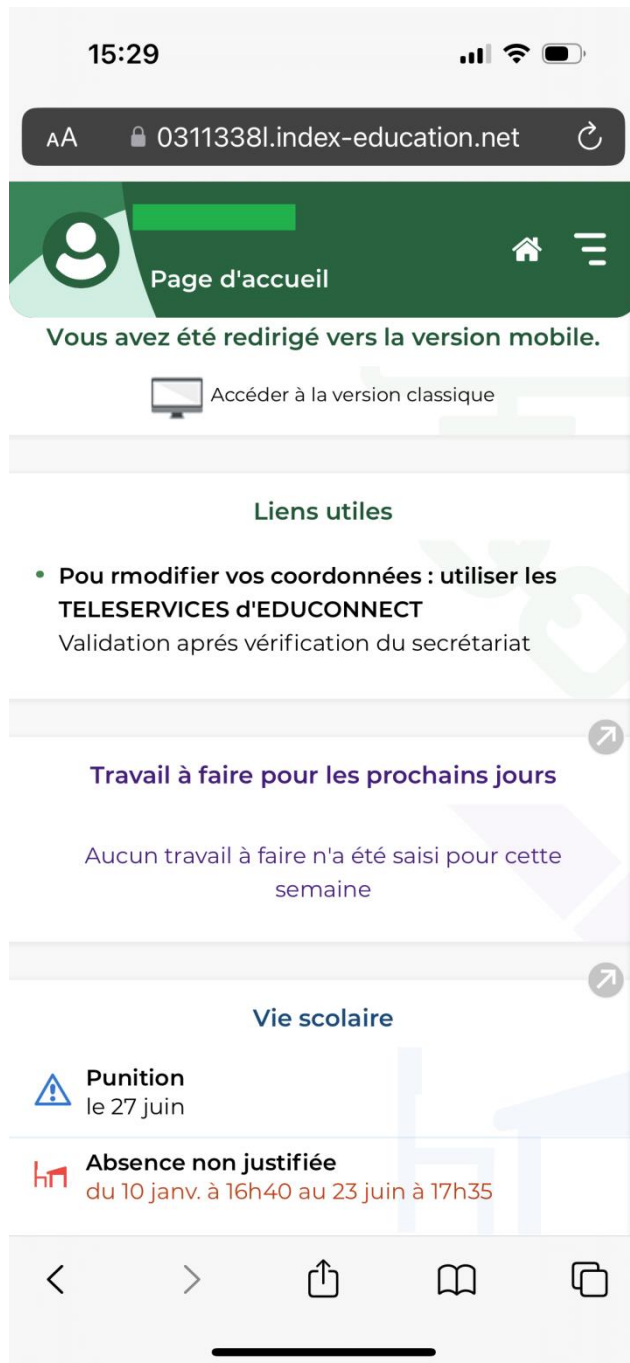 15:29
AA 0311338l.index-education.net
Page d'accueil
Vous avez été redirigé vers la version mobile.
Accéder à la version classique
Liens utiles
• Pou rmodifier vos coordonnées : utiliser les
TELESERVICES d'EDUCONNECT
Validation aprés vérification du secrétariat
Travail à faire pour les prochains jours
Aucun travail à faire n'a été saisi pour cette
semaine
Vie scolaire
Punition
le 27 juin
Absence non justifiée
du 10 janv. à 16h40 au 23 juin à 17h35